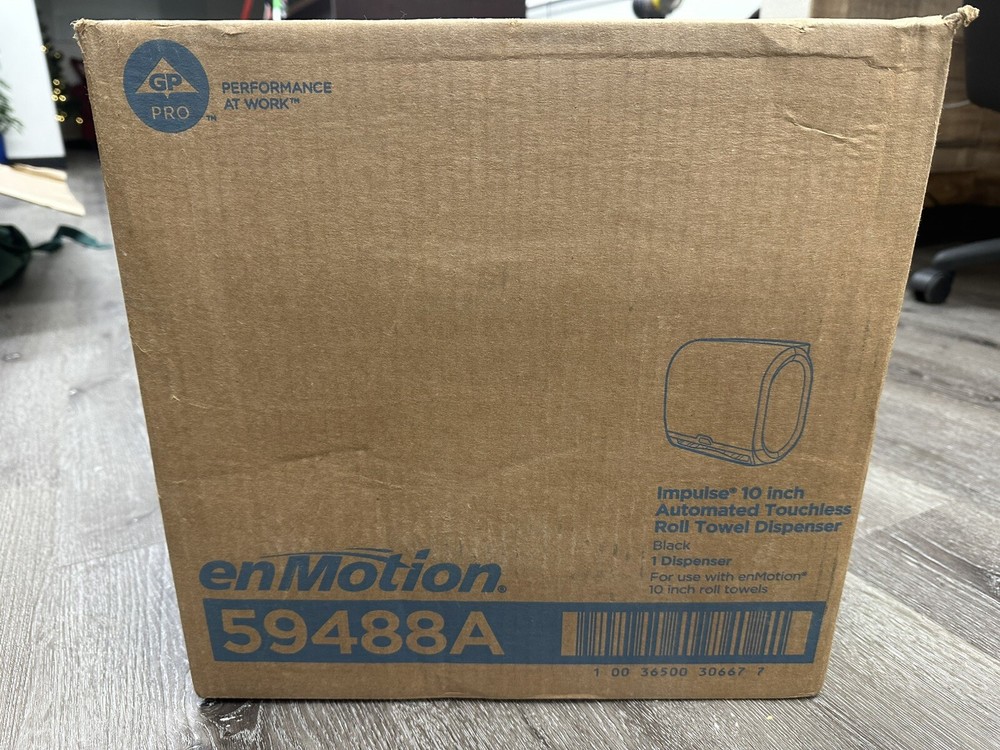 GP
PRO
™
PERFORMANCE
AT WORK™
Impulse® 10 inch
Automated Touchless
Roll Towel Dispenser
Black
1 Dispenser
For use with enMotion®
10 inch roll towels
enMotion®
59488A
1 00 36500 30667 7